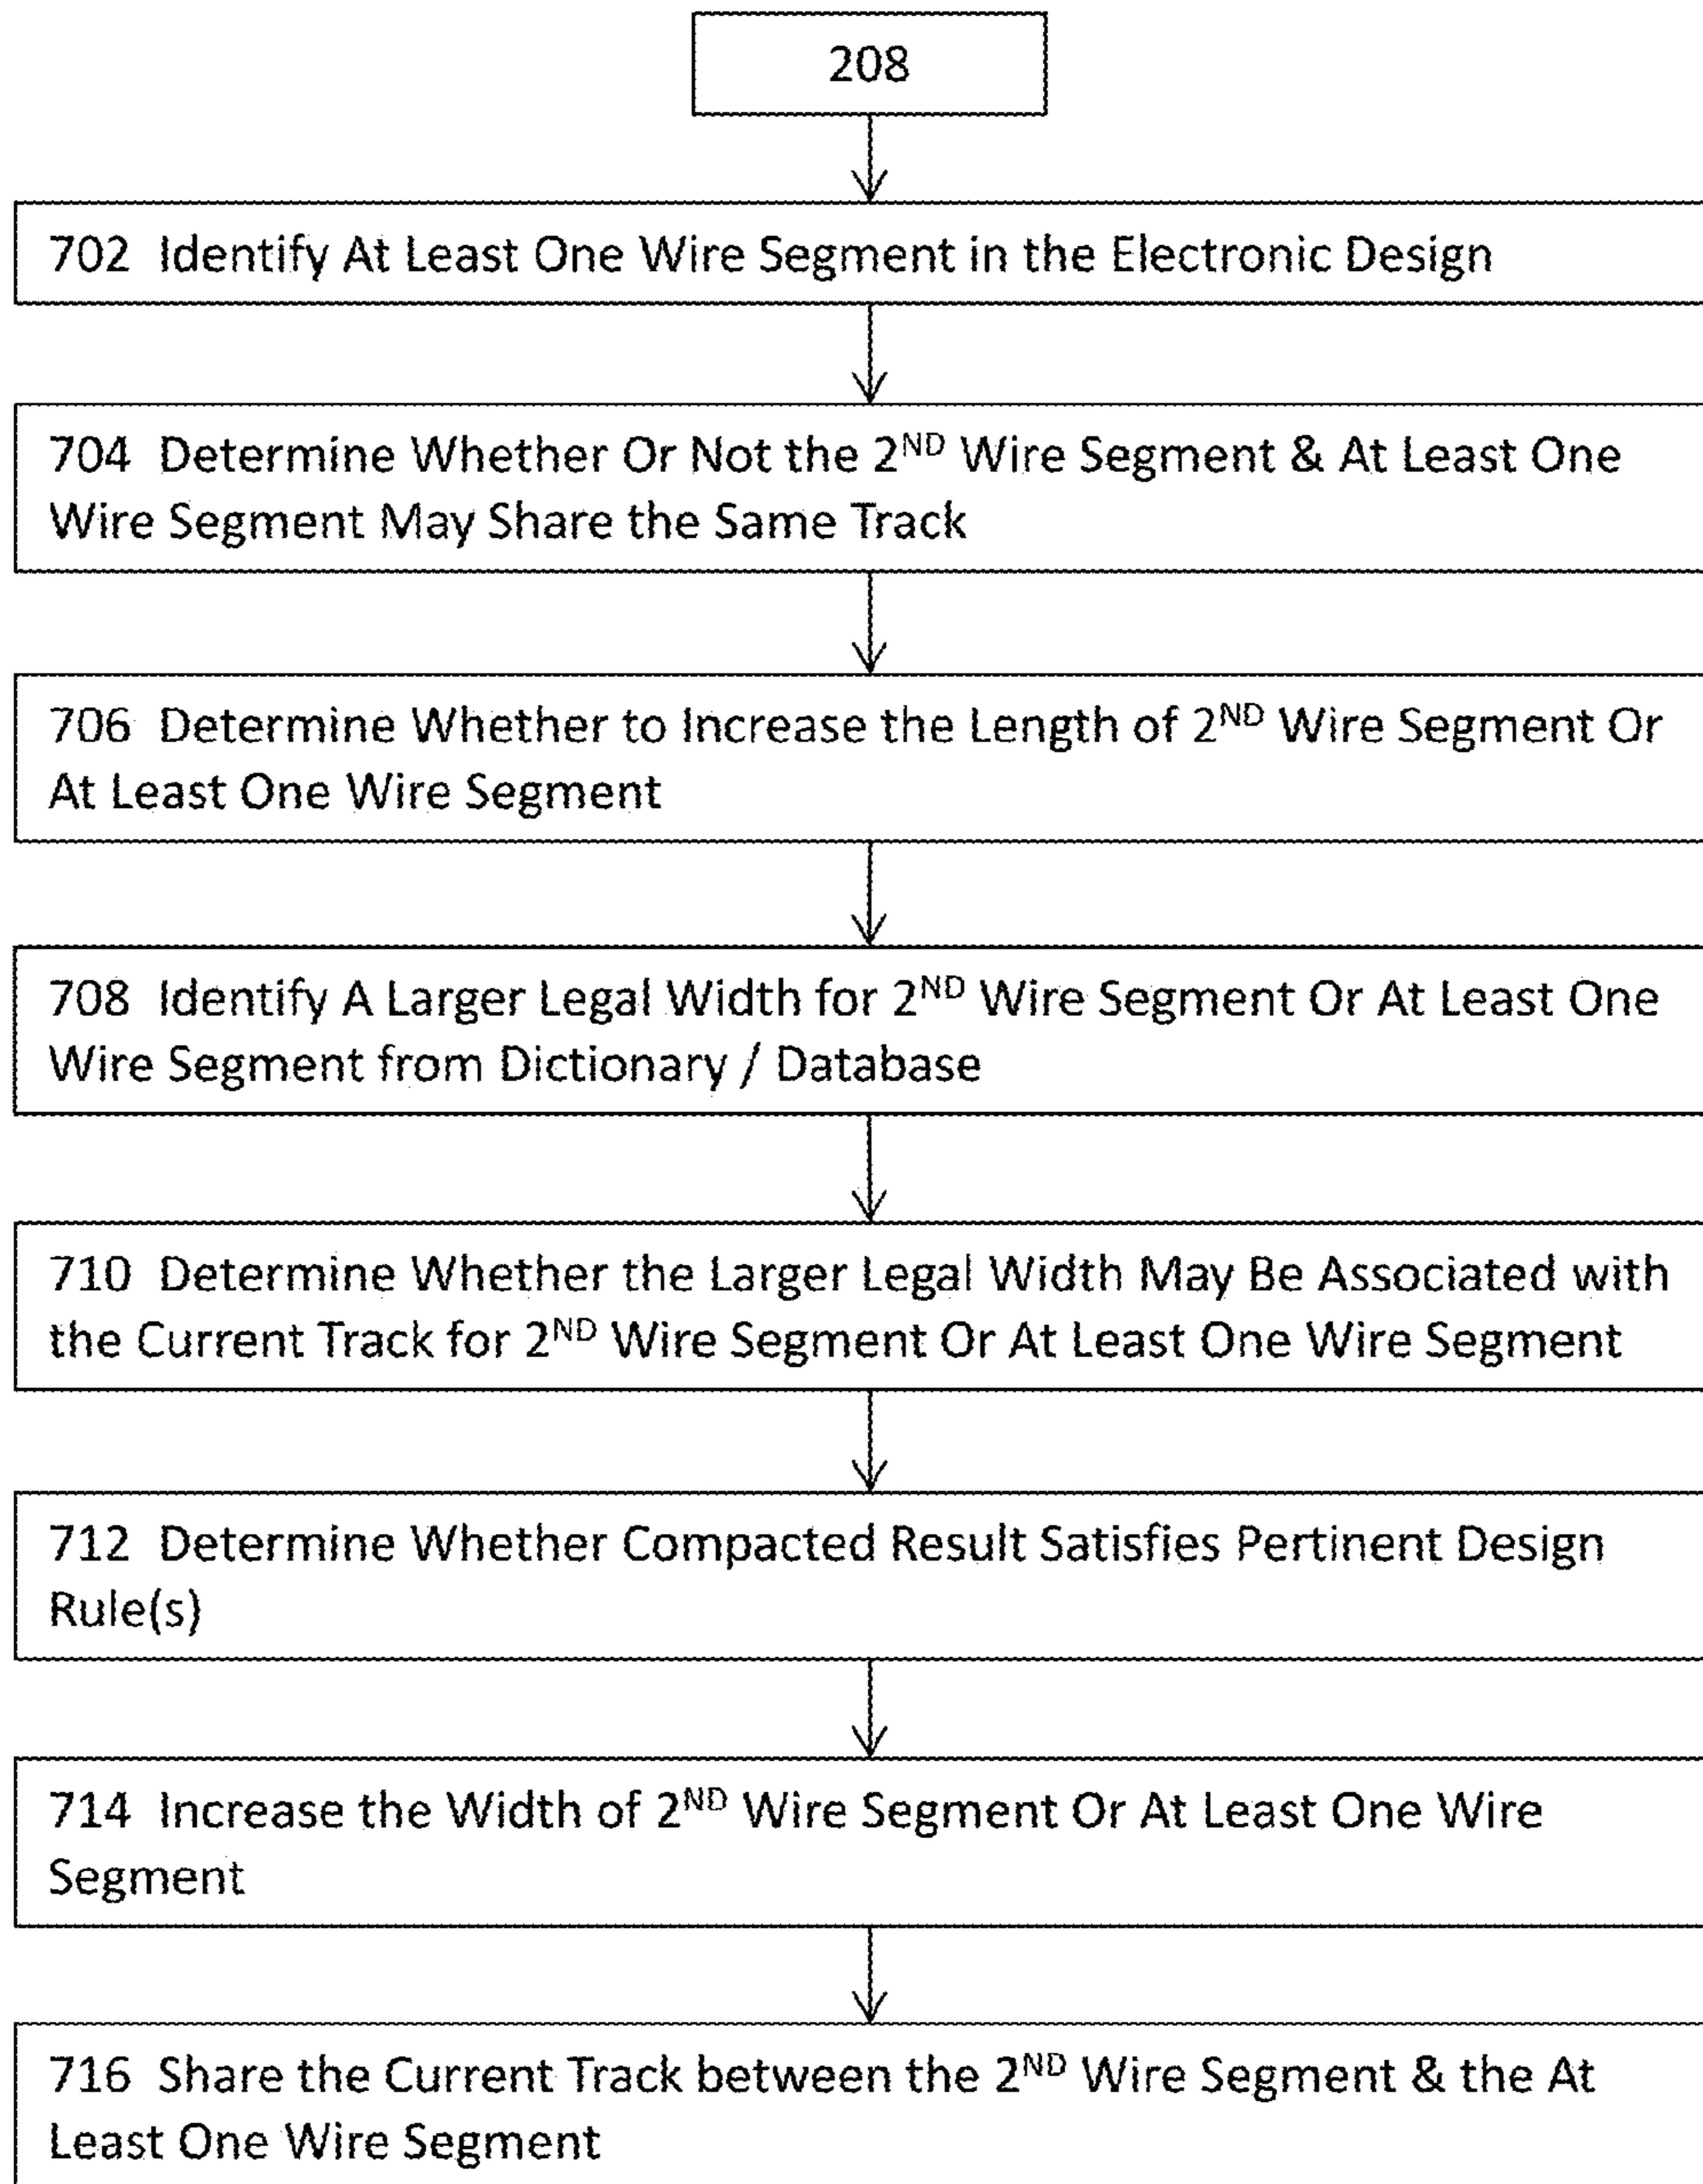 208
702 Identify At Least One Wire Segment in the Electronic Design
704 Determine Whether Or Not the 2ND Wire Segment & At Least One
Wire Segment May Share the Same Track
706 Determine Whether to Increase the Length of 2ND Wire Segment Or
At Least One Wire Segment
708 Identify A Larger Legal Width for 2ND Wire Segment Or At Least One
Wire Segment from Dictionary / Database
710 Determine Whether the Larger Legal Width May Be Associated with
the Current Track for 2ND Wire Segment Or At Least One Wire Segment
712 Determine Whether Compacted Result Satisfies Pertinent Design
Rule(s)
714 Increase the Width of 2ND Wire Segment Or At Least One Wire
Segment
716 Share the Current Track between the 2ND Wire Segment & the At
Least One Wire Segment